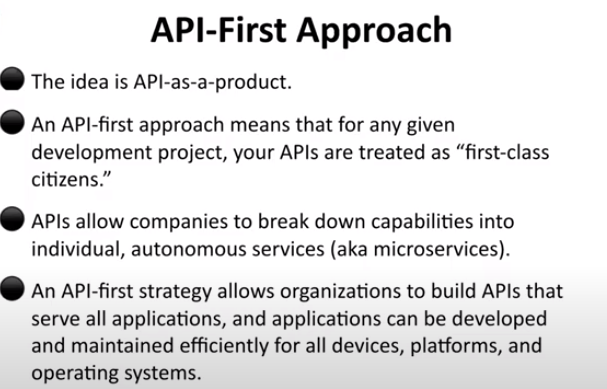 API-First Approach
The idea is API-as-a-product.
An API-first approach means that for any given
development project, your APIs are treated as “first-class
citizens.”
APIs allow companies to break down capabilities into
individual, autonomous services (aka microservices).
An API-first strategy allows organizations to build APIs that
serve all applications, and applications can be developed
and maintained efficiently for all devices, platforms, and
operating systems.